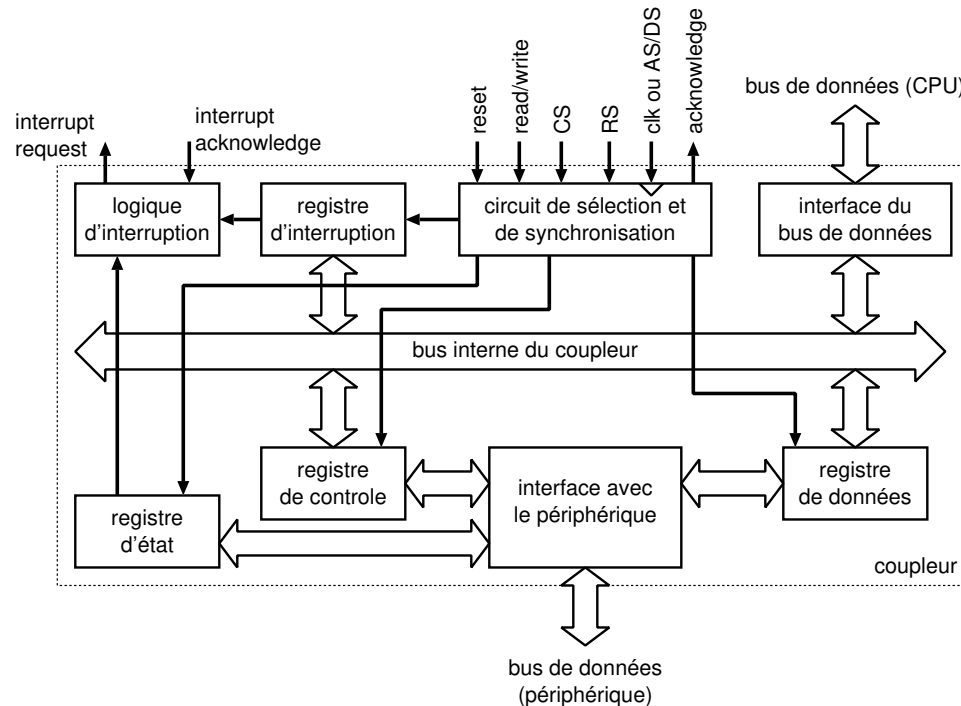 reset
read/write
CS
RS
clk ou AS/DS
acknowledge
bus de données (CPU)
interrupt
request
interrupt
acknowledge
logique
d'interruption
registre
d'interruption
circuit de sélection et
de synchronisation
interface du
bus de données
bus interne du coupleur
registre
de controle
interface avec
le périphérique
registre
de données
registre
d'état
coupleur
bus de données
(périphérique)